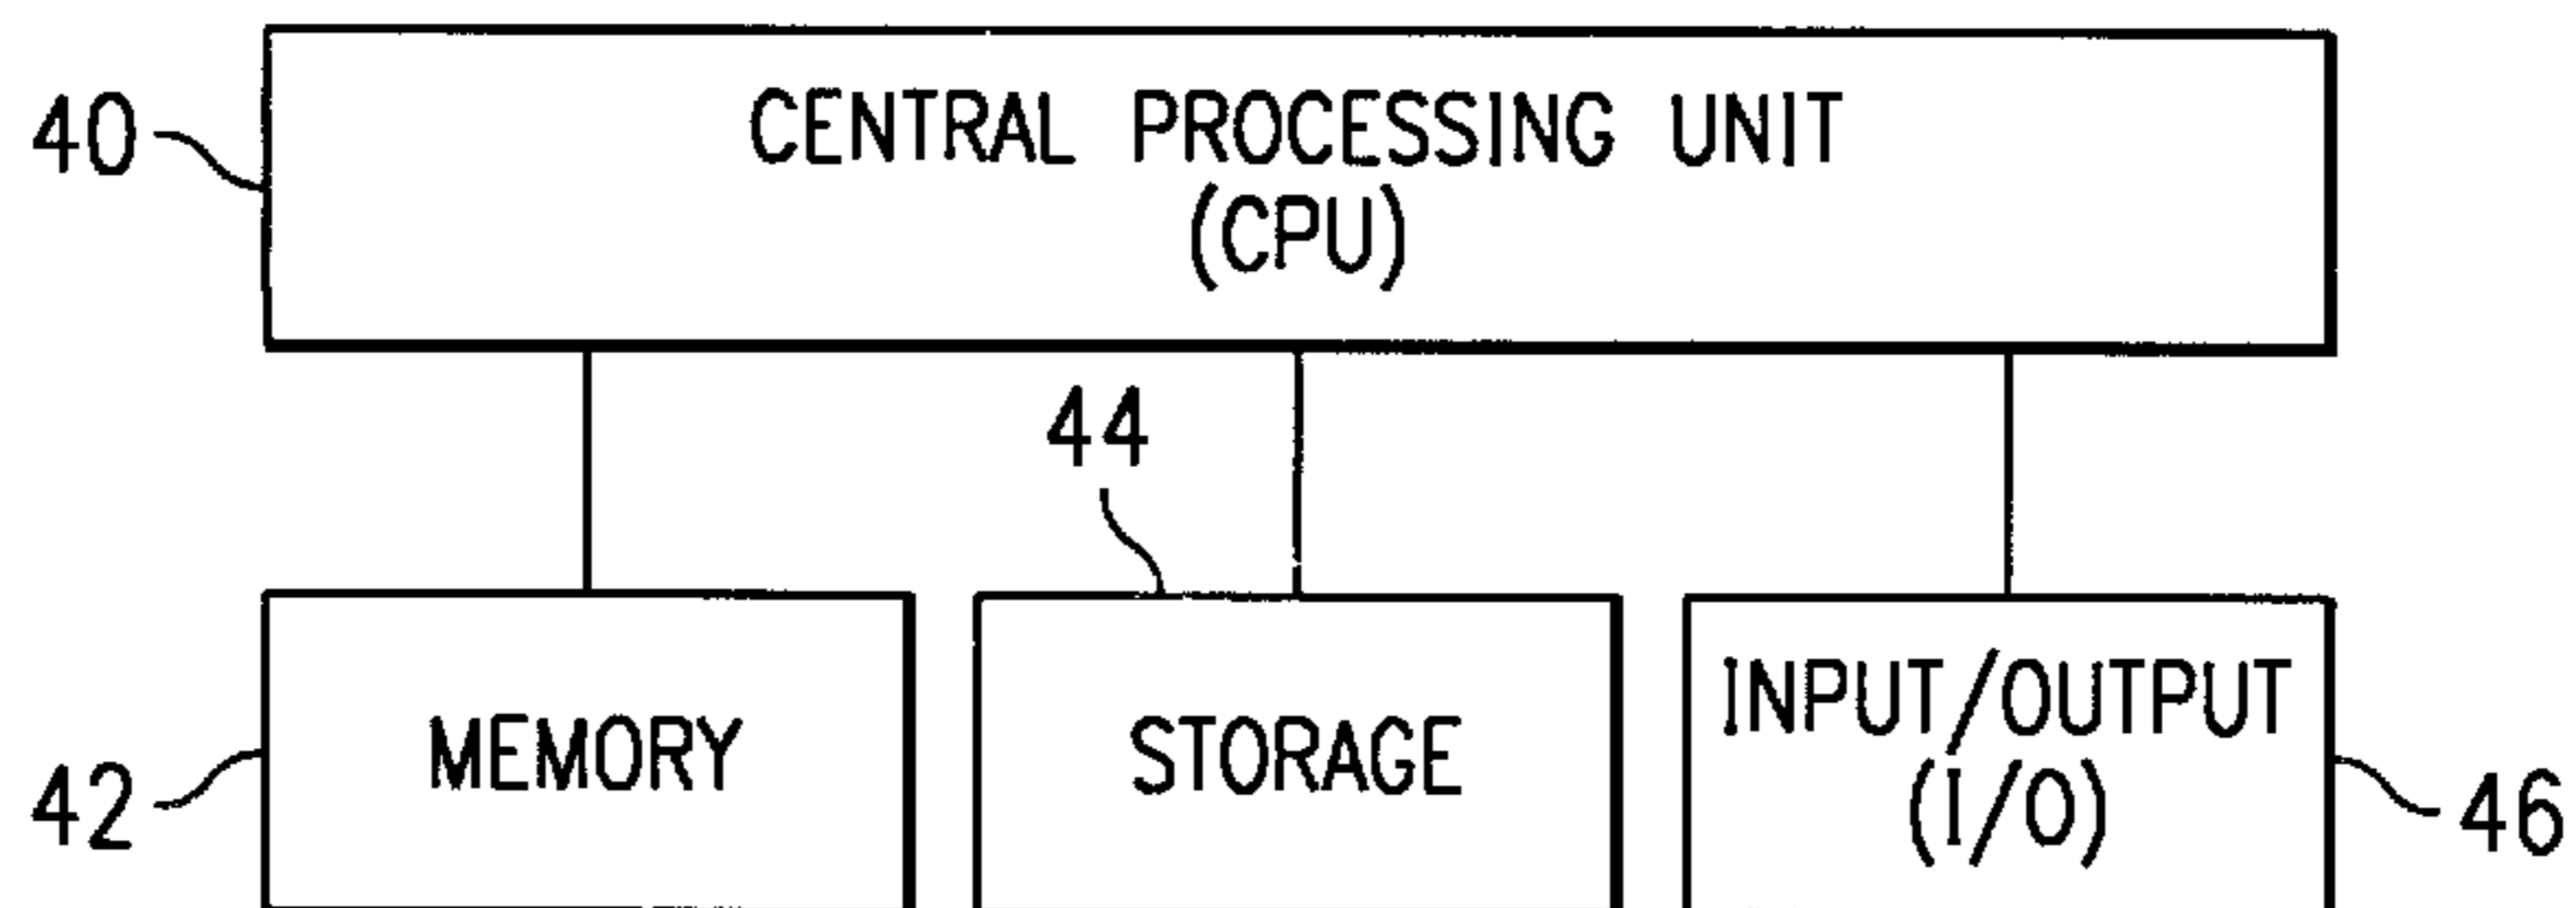 40
CENTRAL PROCESSING UNIT
(CPU)
44
42
MEMORY
STORAGE
INPUT/OUTPUT
(I/O)
46